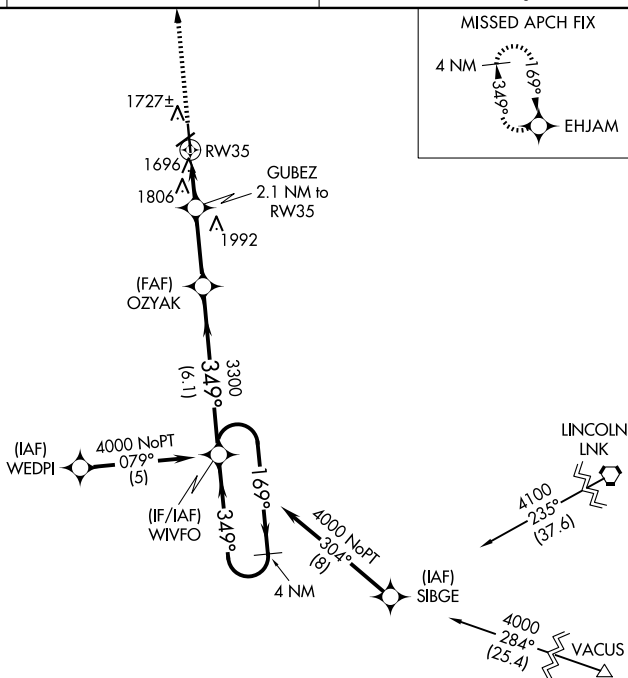 MISSED APCH FIX
4 NM
349°
169°
EHJAM
1727±
RW35
1696
1806
GUBEZ
2.1 NM to
RW35
1992
(FAF)
OZYAK
3300
349°
(6.1)
(IAF)
WEDPI
4000 NoPT
079°
(5)
(IF/IAF)
WIVFO
349°
169°
4 NM
4000 NoPT
304°
(8)
(IAF)
SIBGE
LINCOLN
LNK
4100
235°
(37.6)
4000
284°
(25.4)
VACUS